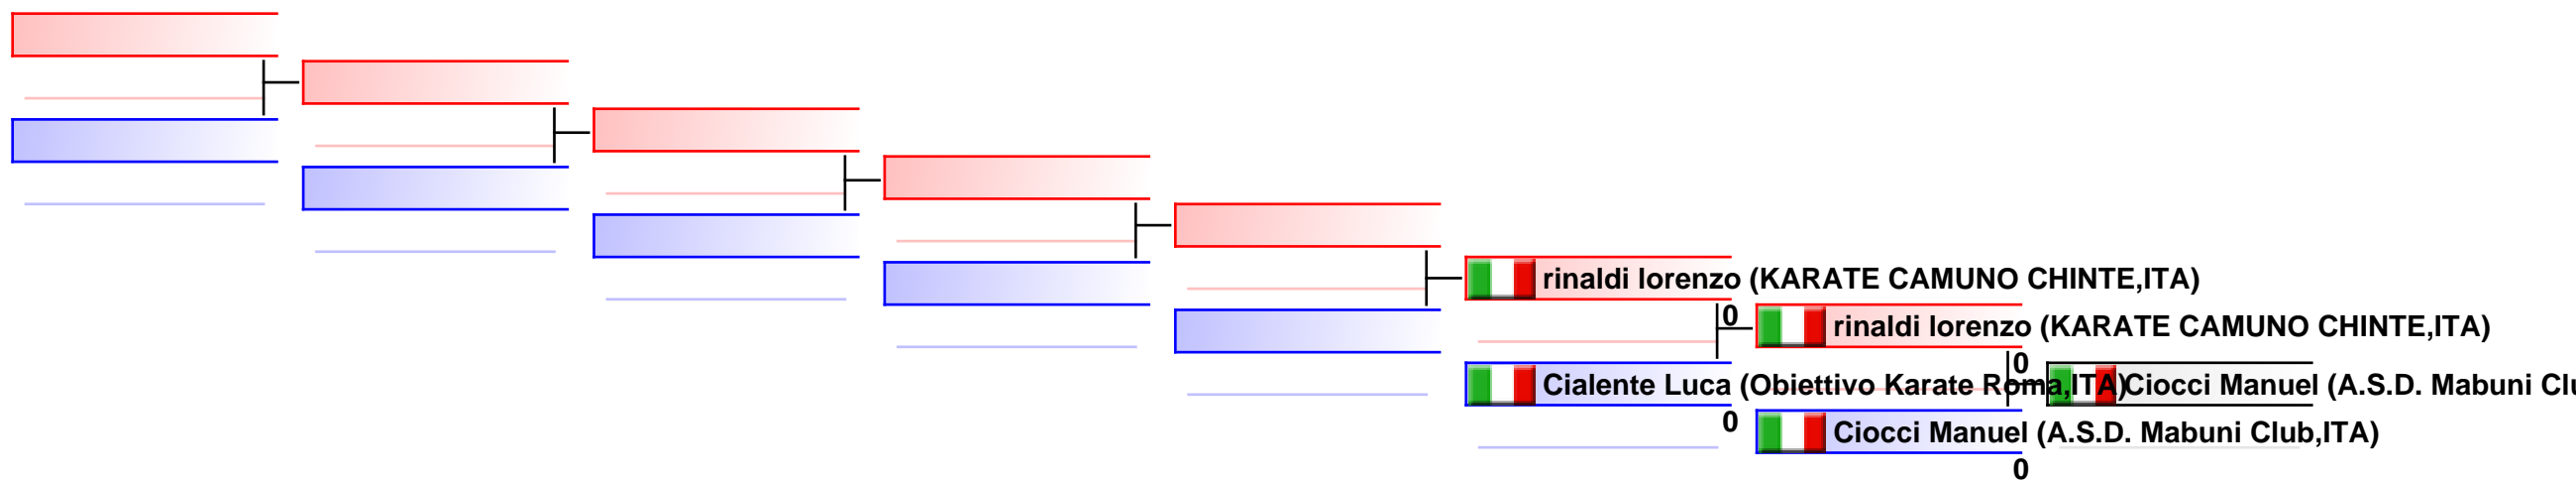 rinaldi lorenzo (KARATE CAMUNO CHINTE,ITA)
0
rinaldi lorenzo (KARATE CAMUNO CHINTE,ITA)
0
Cialente Luca (Obiettivo Karate Roma,ITA)
Ciocci Manuel (A.S.D. Mabuni Clu
0
Ciocci Manuel (A.S.D. Mabuni Club,ITA)
0